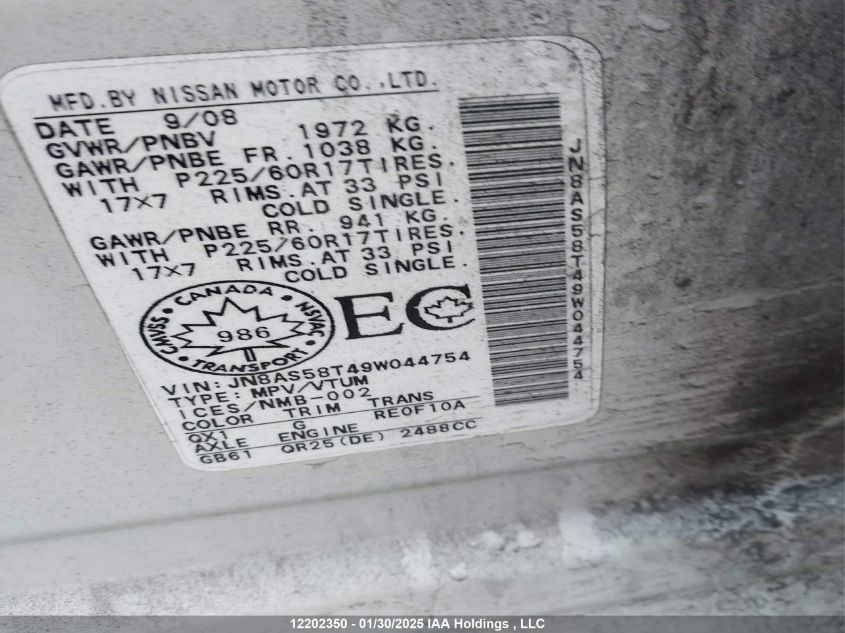 MFD.BY NISSAN MOTOR CO.,LTD.
DATE 9/08
GVWR/PNBV 1972 KG.
GAWR/PNBE FR. 1038 KG.
WITH P225/60R17TIRES.
17x7 RIMS.AT 33 PSI
COLD SINGLE.
GAWR/PNBE RR. 941 KG.
WITH P225/60R17TIRES.
17x7 RIMS.AT 33 PSI
COLD SINGLE.
CANADA
CMVSS
NSVAC
986
TRANSPORT
EC
VIN: JN8AS58T49W044754
TYPE: MPV/VTUM
ICES/NMB-002
COLOR TRIM TRANS
QX1 G RE0F10A
AXLE ENGINE
GB61 QR25(DE) 2488CC
JN8AS58T49W044754
12202350 - 01/30/2025 IAA Holdings , LLC